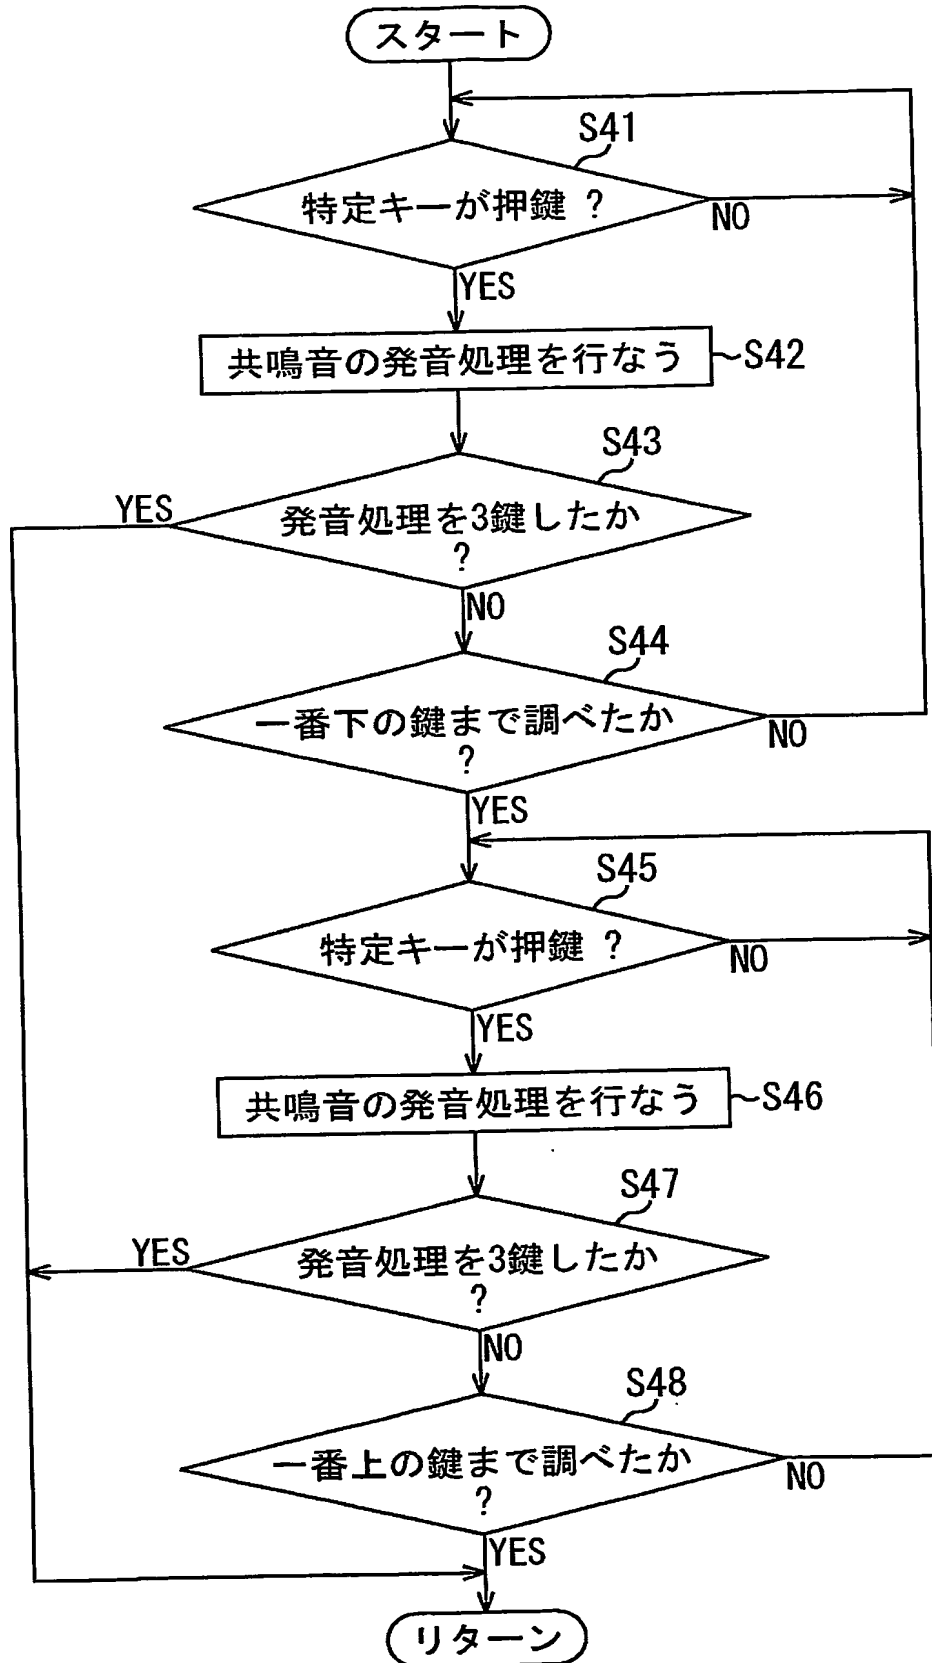 スタート
S41
特定キーが押鍵 ?
NO
YES
共鳴音の発音処理を行なう
S42
S43
YES
発音処理を3鍵したか
?
NO
S44
一番下の鍵まで調べたか
?
NO
YES
S45
特定キーが押鍵 ?
NO
YES
共鳴音の発音処理を行なう
S46
S47
YES
発音処理を3鍵したか
?
NO
S48
一番上の鍵まで調べたか
?
NO
YES
リターン